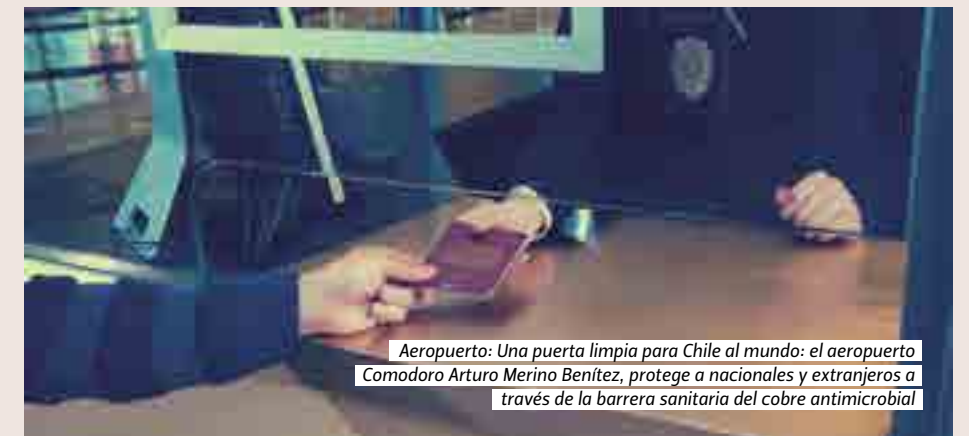 Aeropuerto: Una puerta limpia para Chile al mundo: el aeropuerto
Comodoro Arturo Merino Benítez, protege a nacionales y extranjeros a
través de la barrera sanitaria del cobre antimicrobial